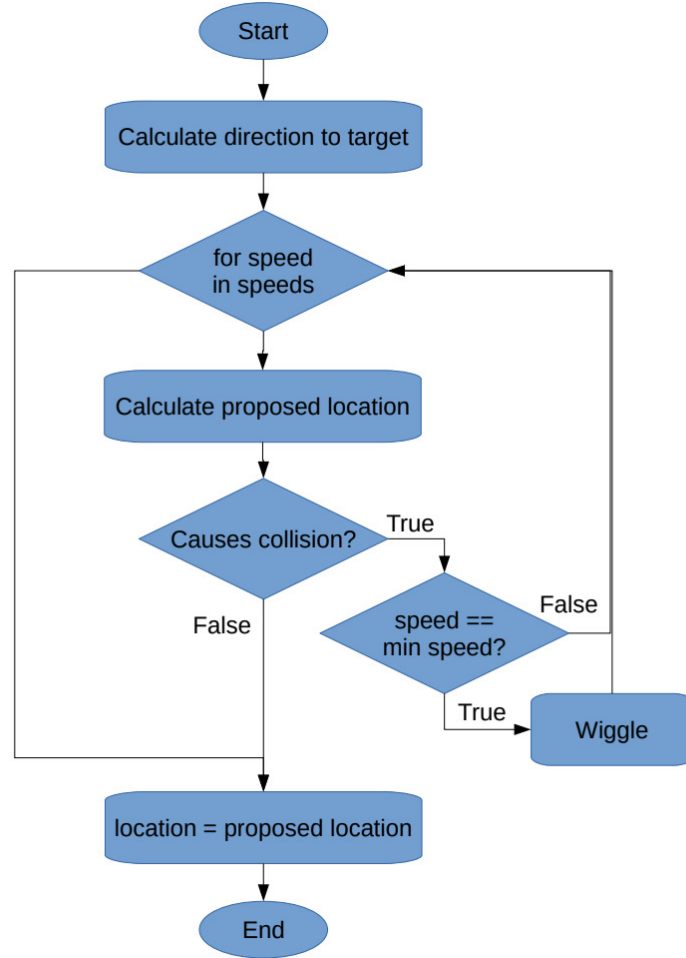 Start
Calculate direction to target
for speed
in speeds
Calculate proposed location
Causes collision?
True
False
speed ==
min speed?
False
True
Wiggle
location = proposed location
End